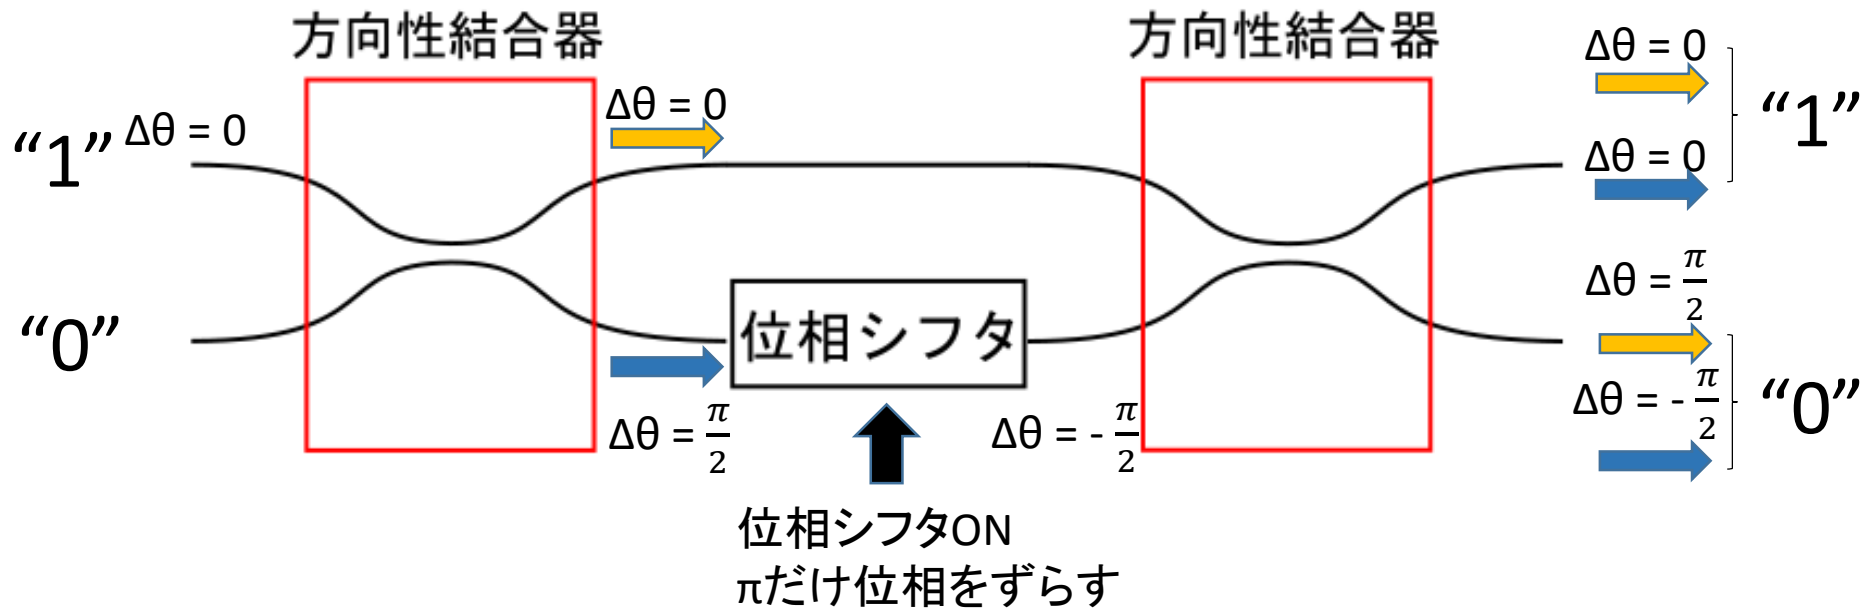 方向性結合器
方向性結合器
Δθ = 0
“1”
Δθ = 0
Δθ = 0
“1”
Δθ = 0
Δθ = π/2
“0”
位相シフタ
Δθ = π/2
Δθ = - π/2
Δθ = - π/2
“0”
位相シフタON
πだけ位相をずらす